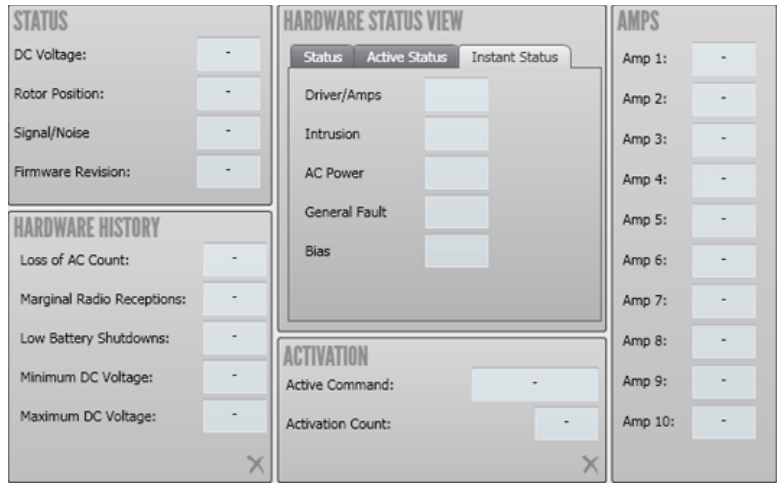 STATUS
DC Voltage: -
Rotor Position: -
Signal/Noise -
Firmware Revision: -
HARDWARE HISTORY
Loss of AC Count: -
Marginal Radio Receptions: -
Low Battery Shutdowns: -
Minimum DC Voltage: -
Maximum DC Voltage: -
HARDWARE STATUS VIEW
Status Active Status Instant Status
Driver/Amps
Intrusion
AC Power
General Fault
Bias
ACTIVATION
Active Command: -
Activation Count: -
AMPS
Amp 1: -
Amp 2: -
Amp 3: -
Amp 4: -
Amp 5: -
Amp 6: -
Amp 7: -
Amp 8: -
Amp 9: -
Amp 10: -